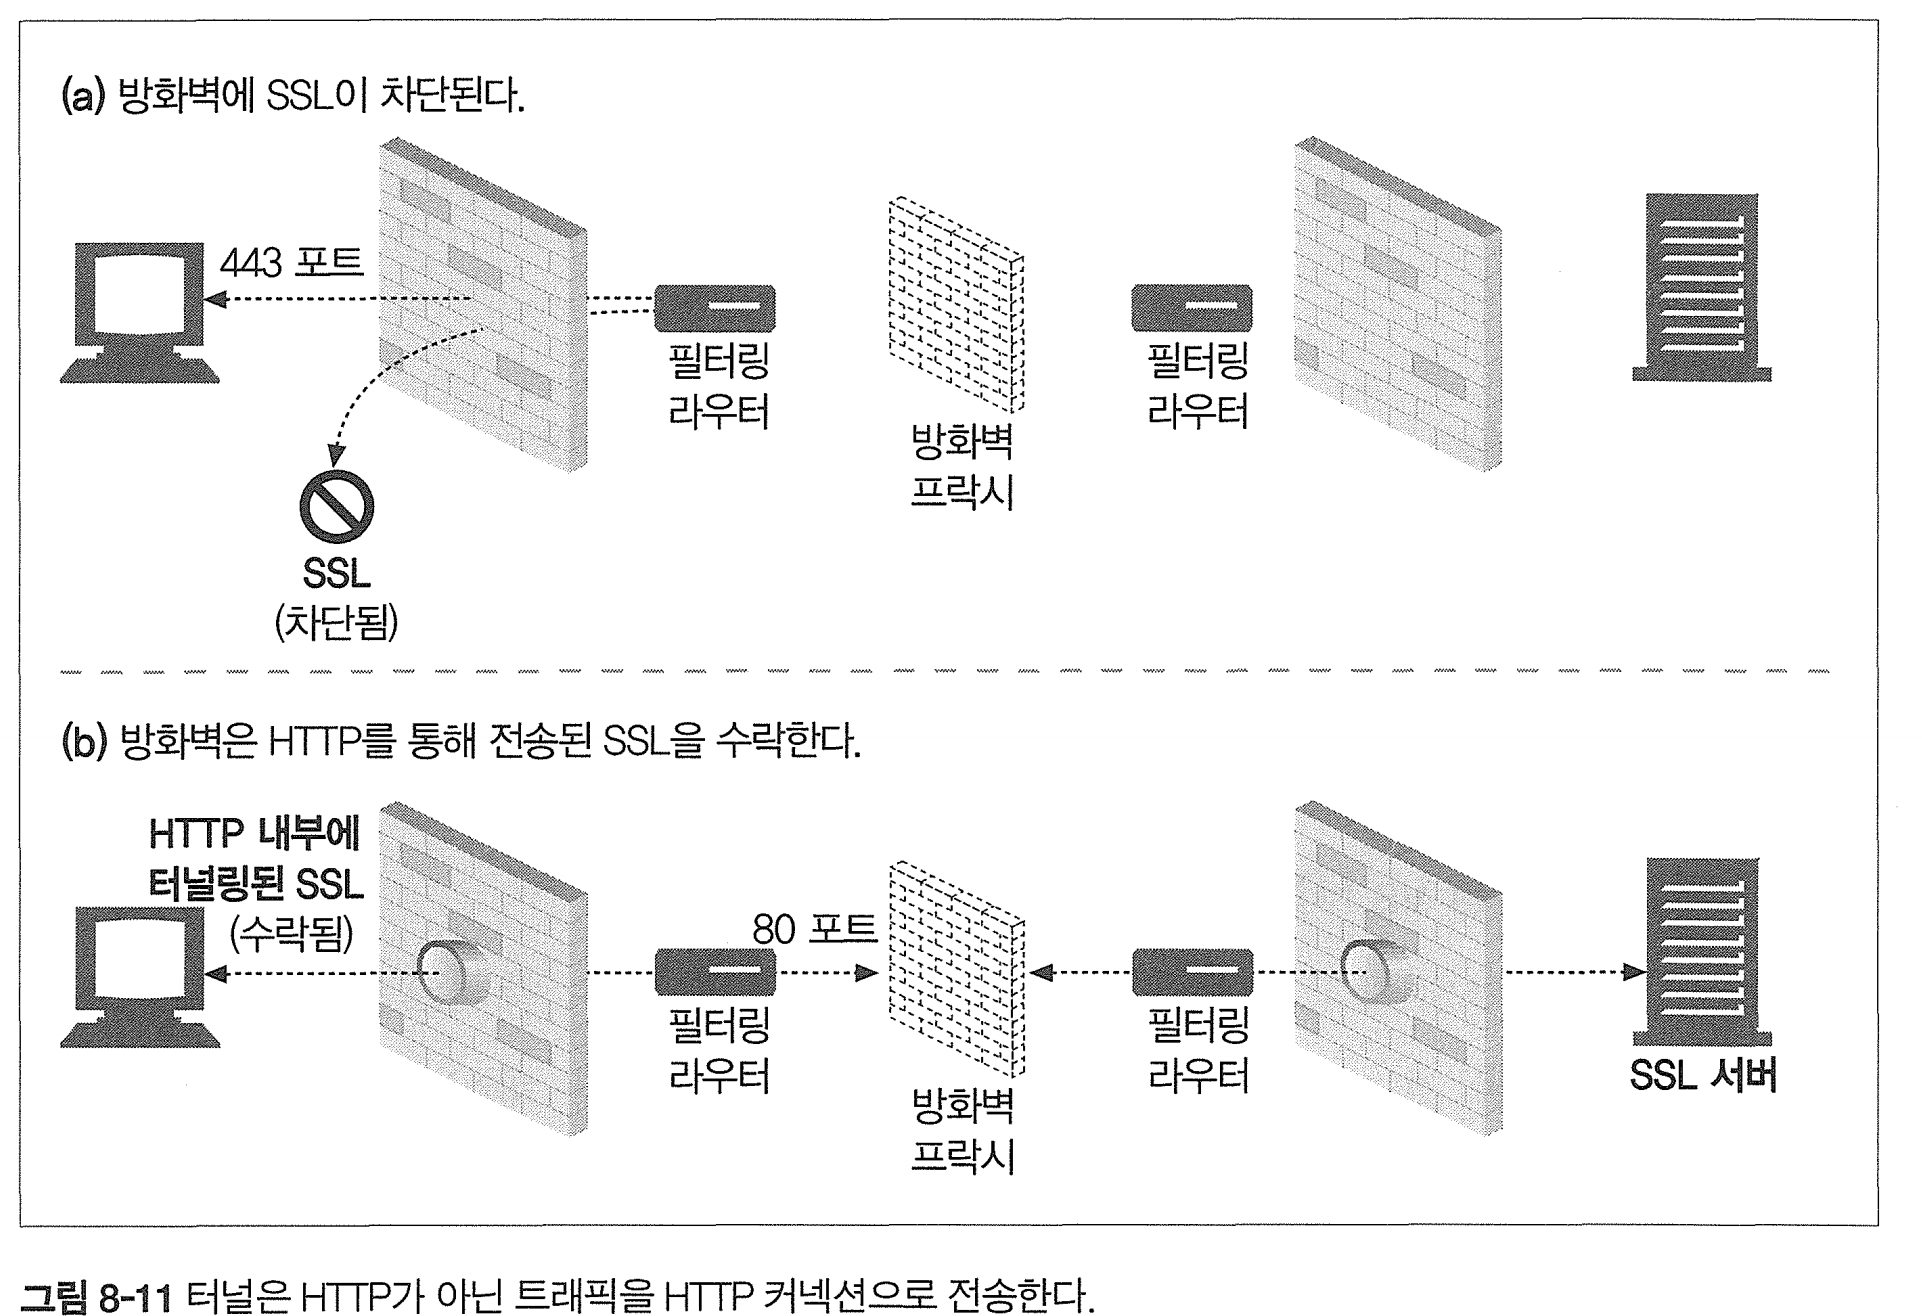 (a) 방화벽에 SSL이 차단된다.
443 포트
필터링
라우터
방화벽
프락시
필터링
라우터
SSL
(차단됨)
(b) 방화벽은 HTTP를 통해 전송된 SSL을 수락한다.
HTTP 내부에
터널링된 SSL
(수락됨)
80 포트
필터링
라우터
방화벽
프락시
필터링
라우터
SSL 서버
그림 8-11 터널은 HTTP가 아닌 트래픽을 HTTP 커넥션으로 전송한다.